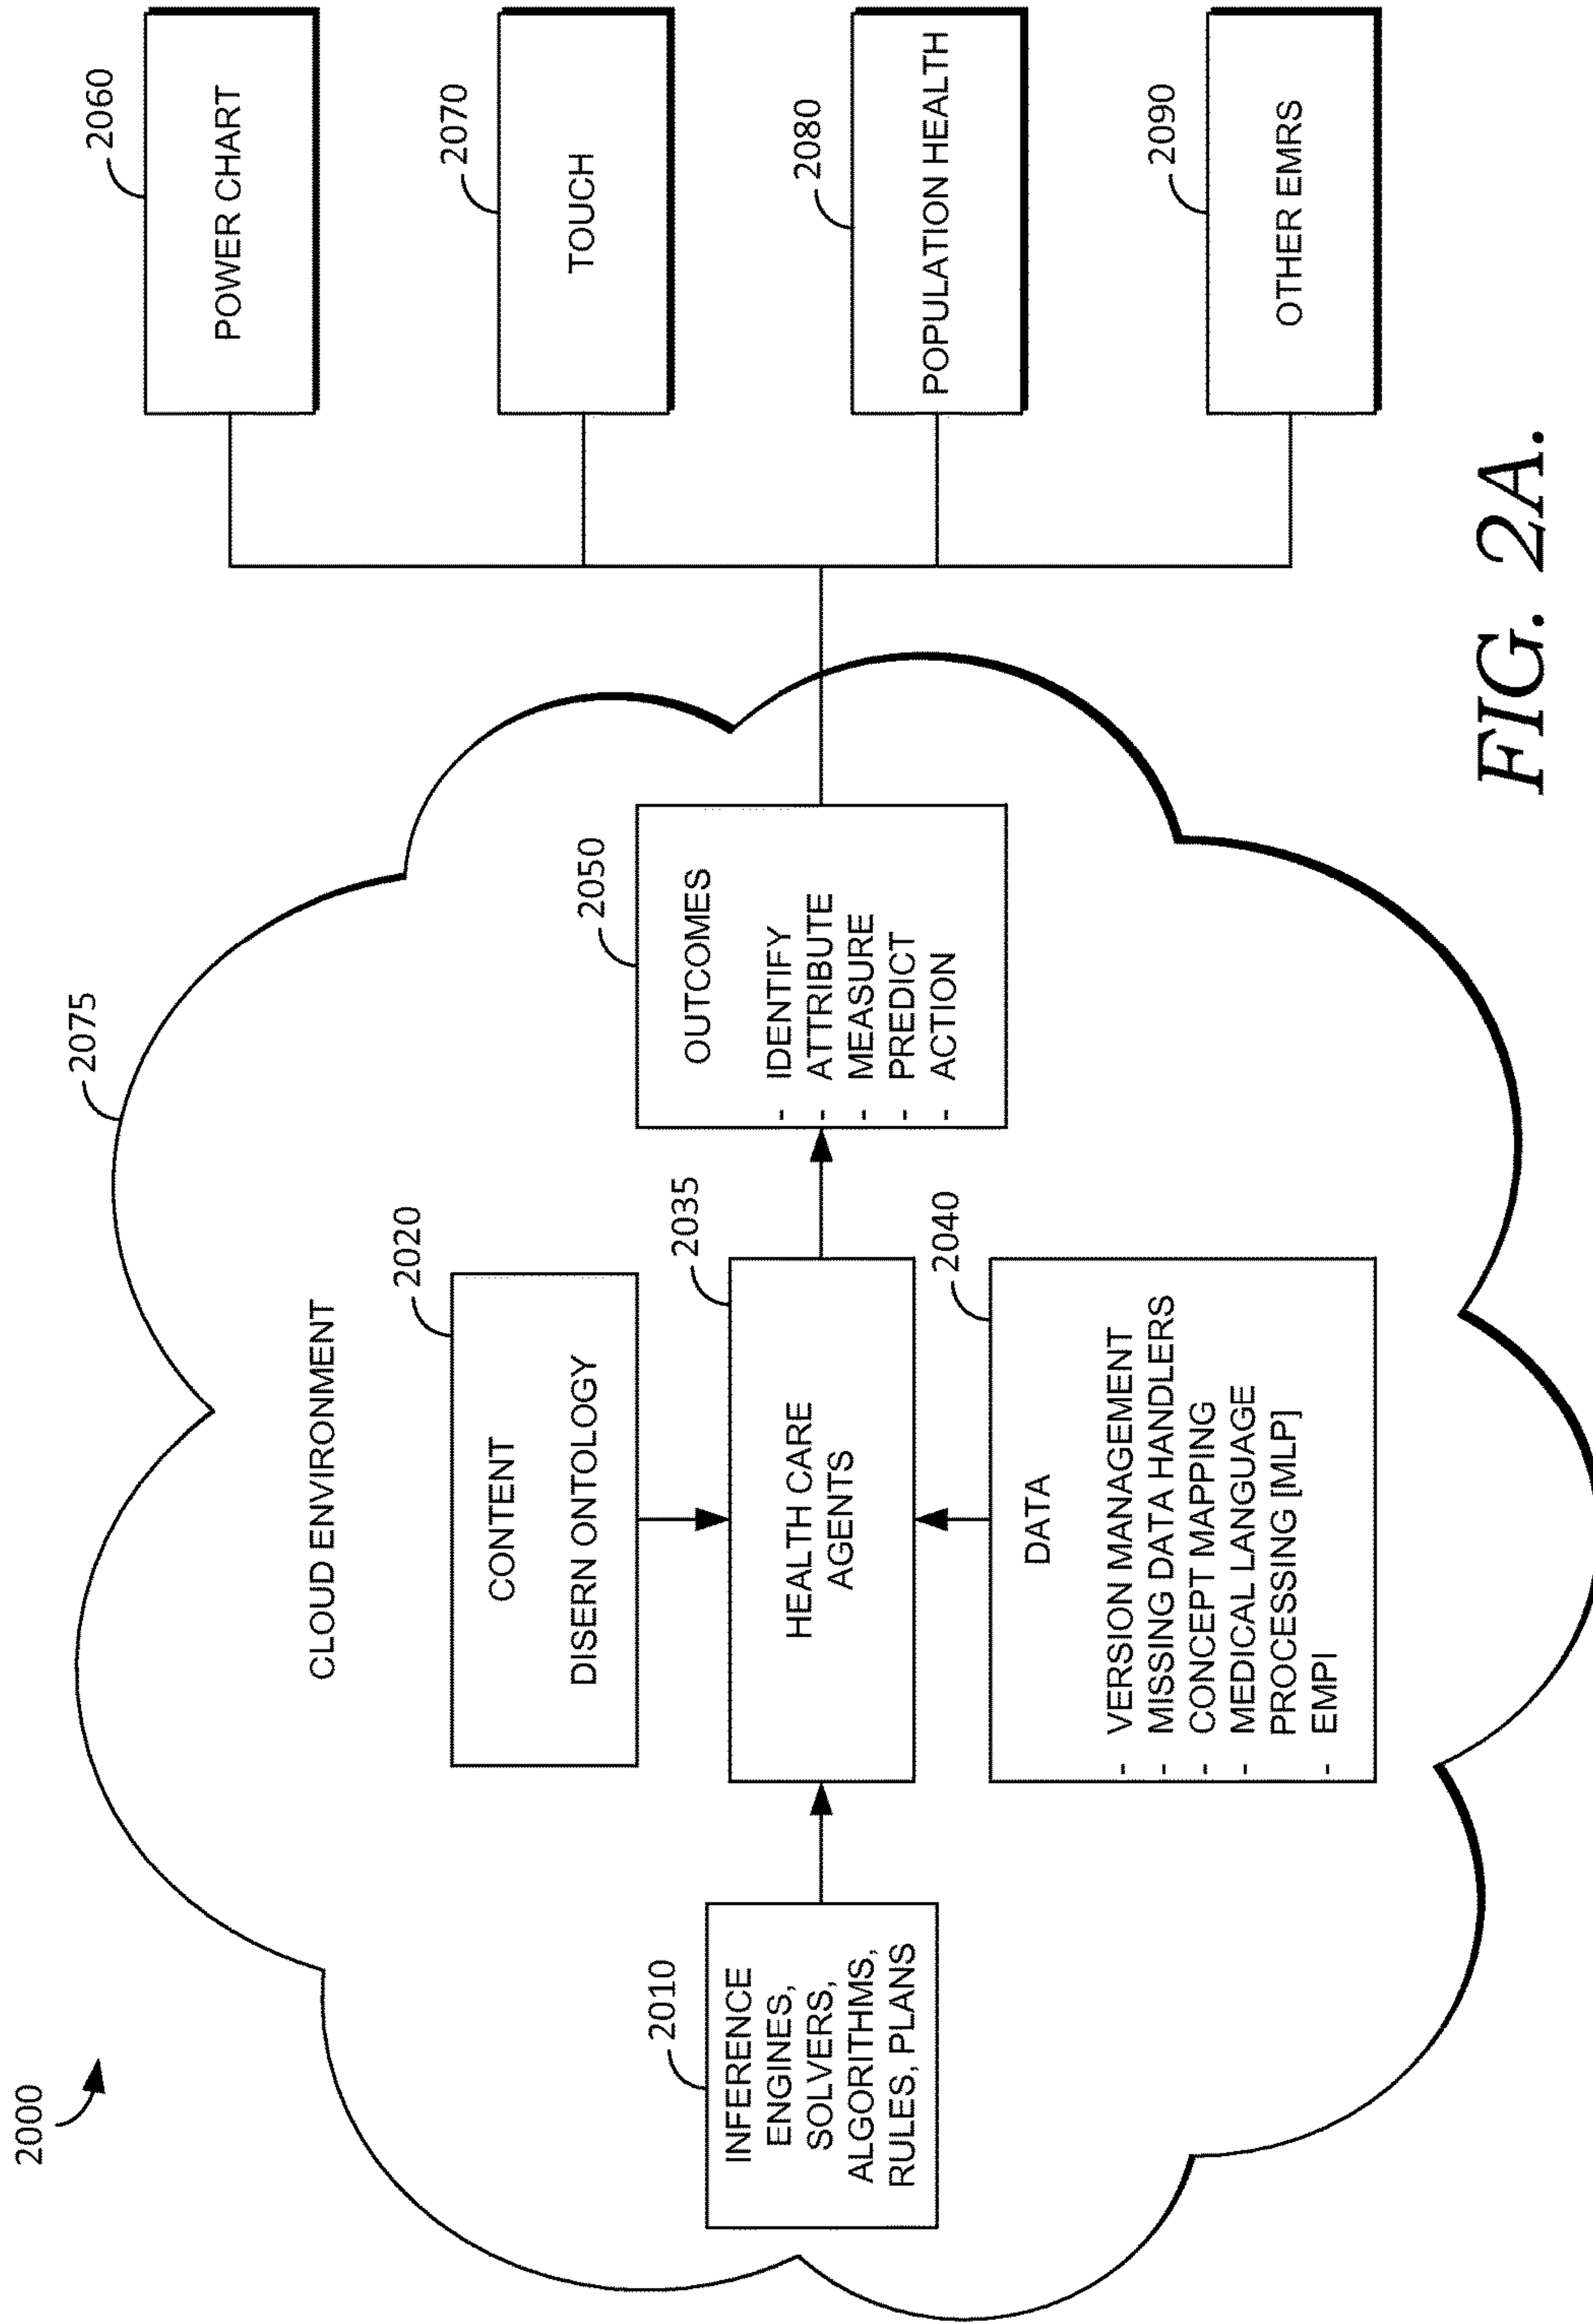 2000
2075
CLOUD ENVIRONMENT
2010
INFERENCE
ENGINES,
SOLVERS,
ALGORITHMS,
RULES, PLANS
2020
CONTENT
DISERN ONTOLOGY
2035
HEALTH CARE
AGENTS
2040
DATA
- VERSION MANAGEMENT
- MISSING DATA HANDLERS
- CONCEPT MAPPING
- MEDICAL LANGUAGE
PROCESSING [MLP]
- EMPI
2050
OUTCOMES
- IDENTIFY
- ATTRIBUTE
- MEASURE
- PREDICT
- ACTION
2060
POWER CHART
2070
TOUCH
2080
POPULATION HEALTH
2090
OTHER EMRS
FIG. 2A.